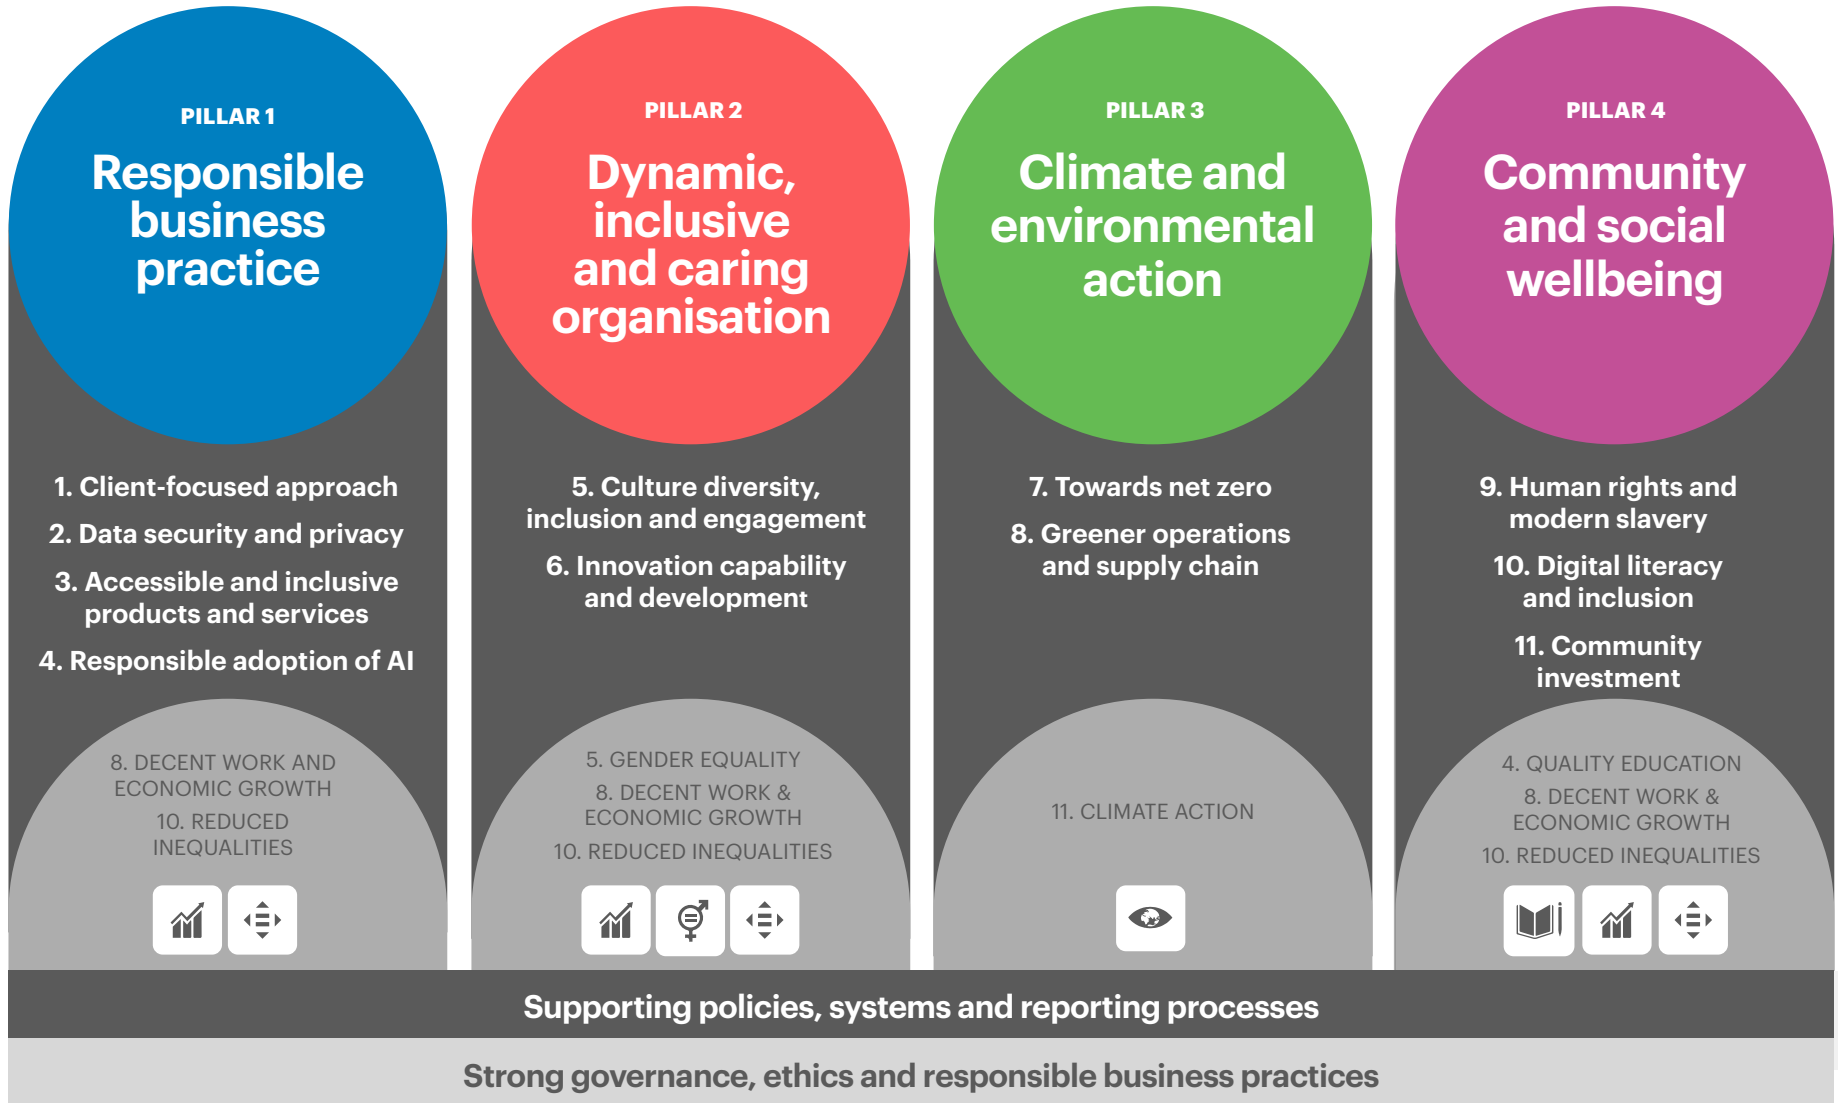 PILLAR 1
Responsible
business
practice
1. Client-focused approach
2. Data security and privacy
3. Accessible and inclusive
products and services
4. Responsible adoption of AI
8. DECENT WORK AND
ECONOMIC GROWTH
10. REDUCED
INEQUALITIES
PILLAR 2
Dynamic,
inclusive
and caring
organisation
5. Culture diversity,
inclusion and engagement
6. Innovation capability
and development
5. GENDER EQUALITY
8. DECENT WORK &
ECONOMIC GROWTH
10. REDUCED INEQUALITIES
PILLAR 3
Climate and
environmental
action
7. Towards net zero
8. Greener operations
and supply chain
11. CLIMATE ACTION
PILLAR 4
Community
and social
wellbeing
9. Human rights and
modern slavery
10. Digital literacy
and inclusion
11. Community
investment
4. QUALITY EDUCATION
8. DECENT WORK &
ECONOMIC GROWTH
10. REDUCED INEQUALITIES
Supporting policies, systems and reporting processes
Strong governance, ethics and responsible business practices